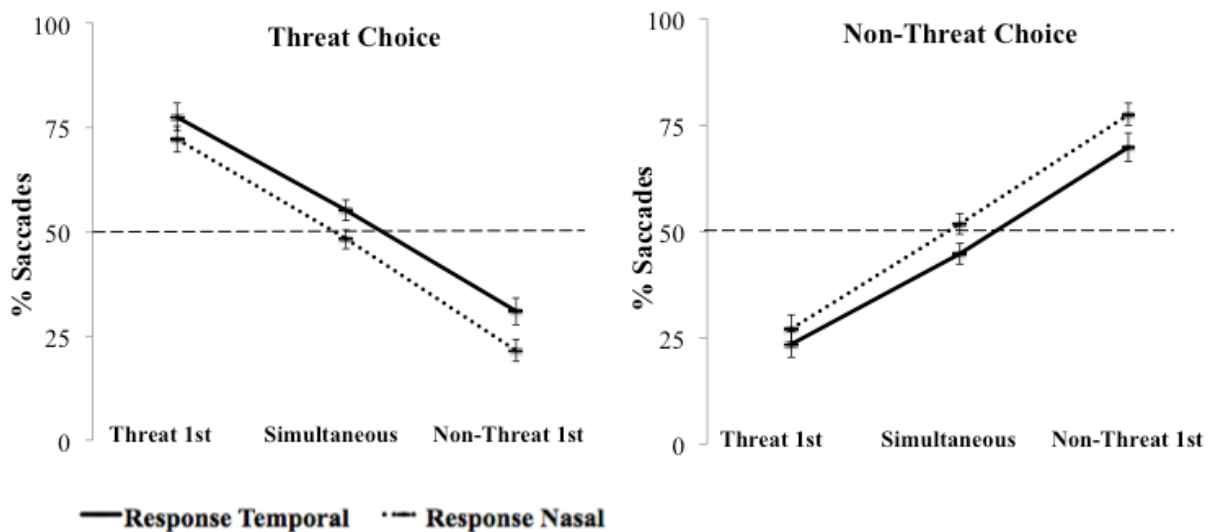 Threat Choice
100
75
50
25
0
% Saccades
Threat 1st Simultaneous Non-Threat 1st
Non-Threat Choice
100
75
50
25
0
% Saccades
Threat 1st Simultaneous Non-Threat 1st
Response Temporal Response Nasal